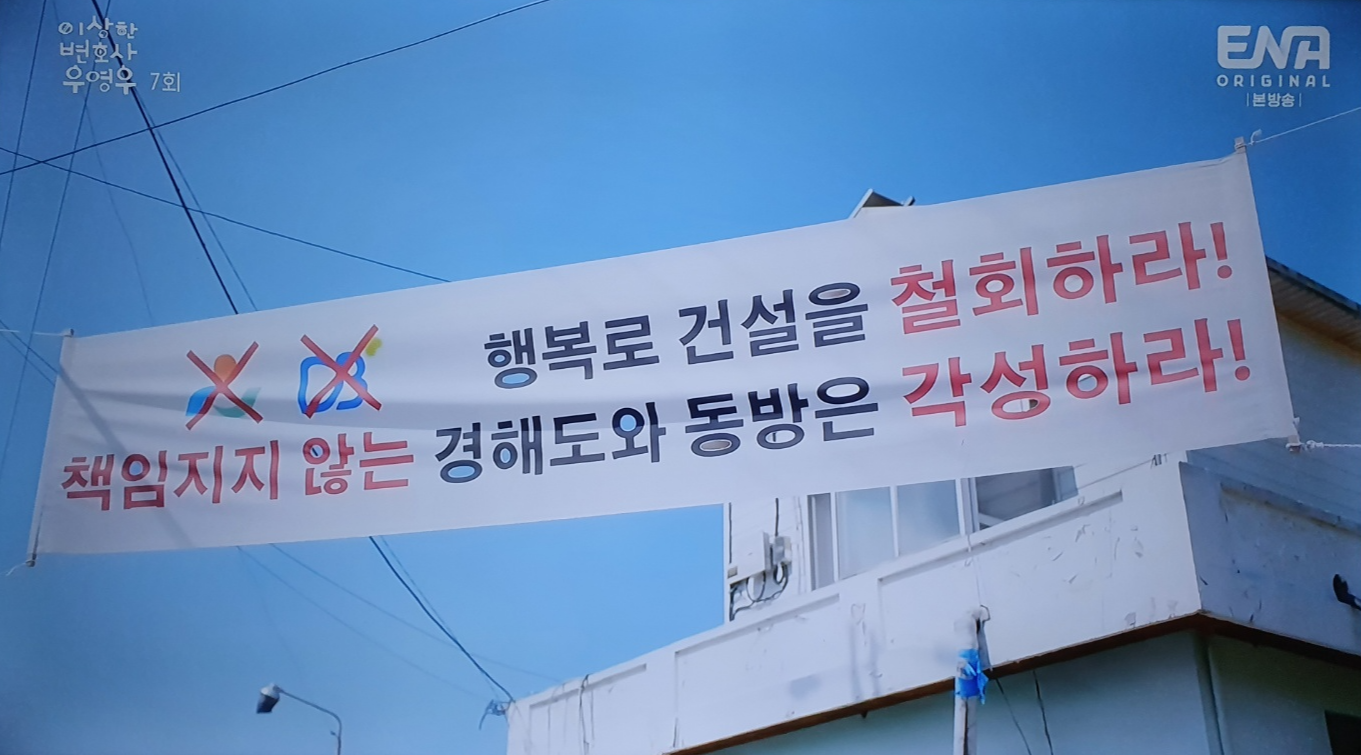 이상한
변호사
우영우 7회
ENA
ORIGINAL
본방송
행복로 건설을 철회하라!
책임지지 않는 경해도와 동방은 각성하라!